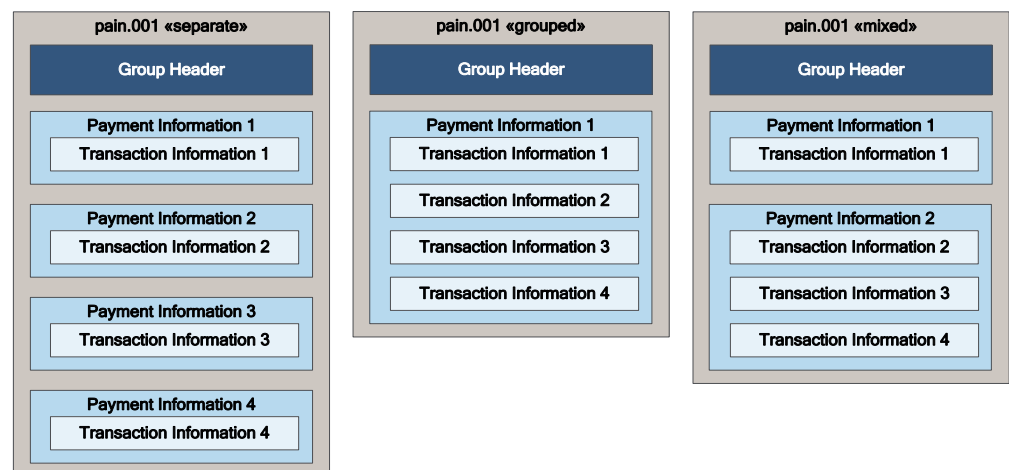 pain.001 «separate»
Group Header
Payment Information 1
Transaction Information 1
Payment Information 2
Transaction Information 2
Payment Information 3
Transaction Information 3
Payment Information 4
Transaction Information 4
pain.001 «grouped»
Group Header
Payment Information 1
Transaction Information 1
Transaction Information 2
Transaction Information 3
Transaction Information 4
pain.001 «mixed»
Group Header
Payment Information 1
Transaction Information 1
Payment Information 2
Transaction Information 2
Transaction Information 3
Transaction Information 4